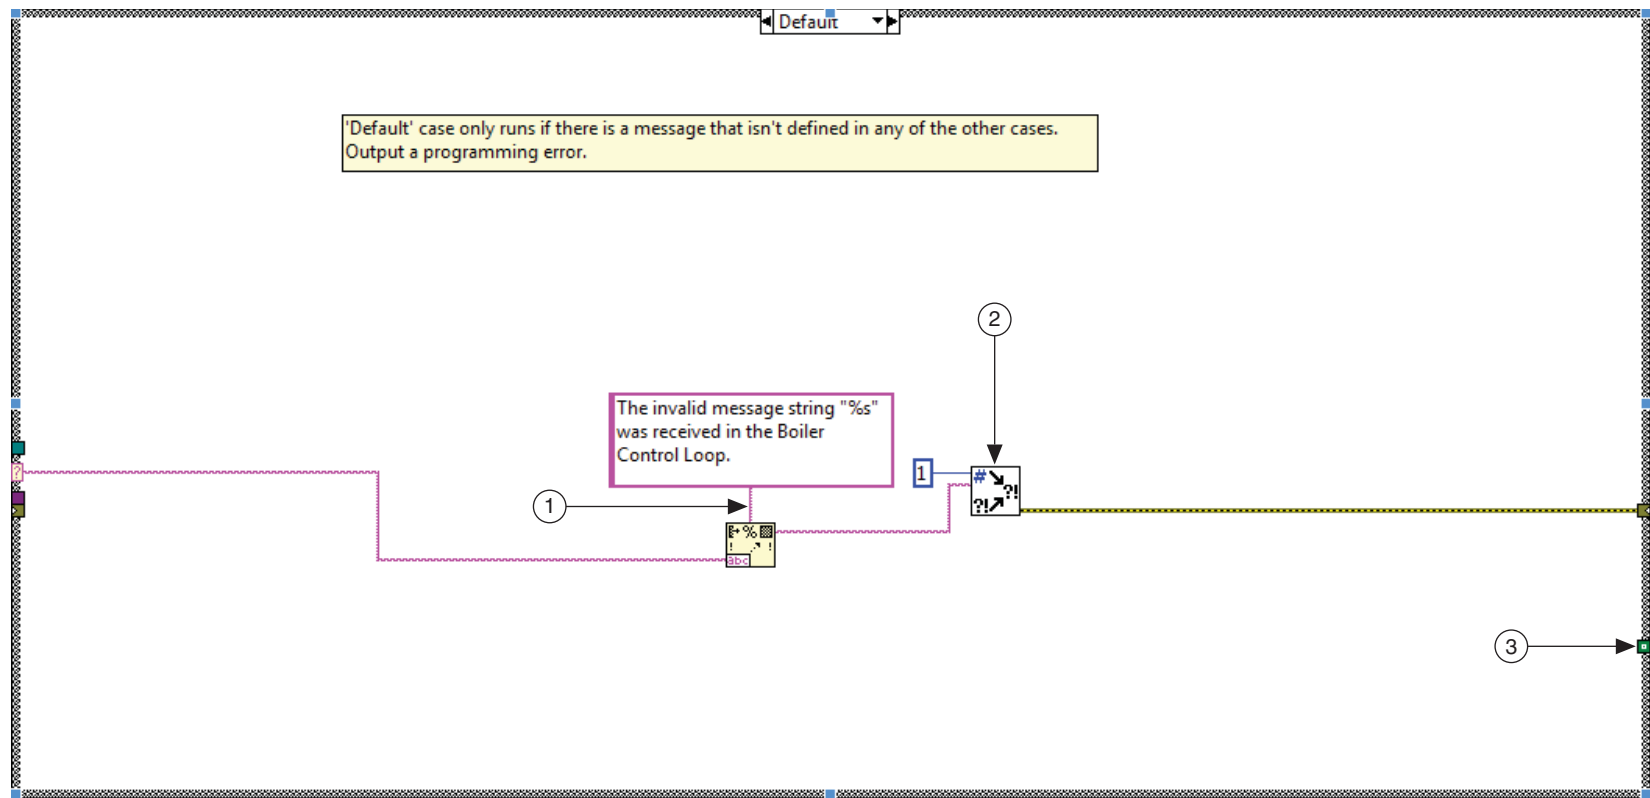 Default
'Default' case only runs if there is a message that isn't defined in any of the other cases.
Output a programming error.
2
The invalid message string "%s"
was received in the Boiler
Control Loop.
1
#
?!
?!
?
1
%
! !
abc
3